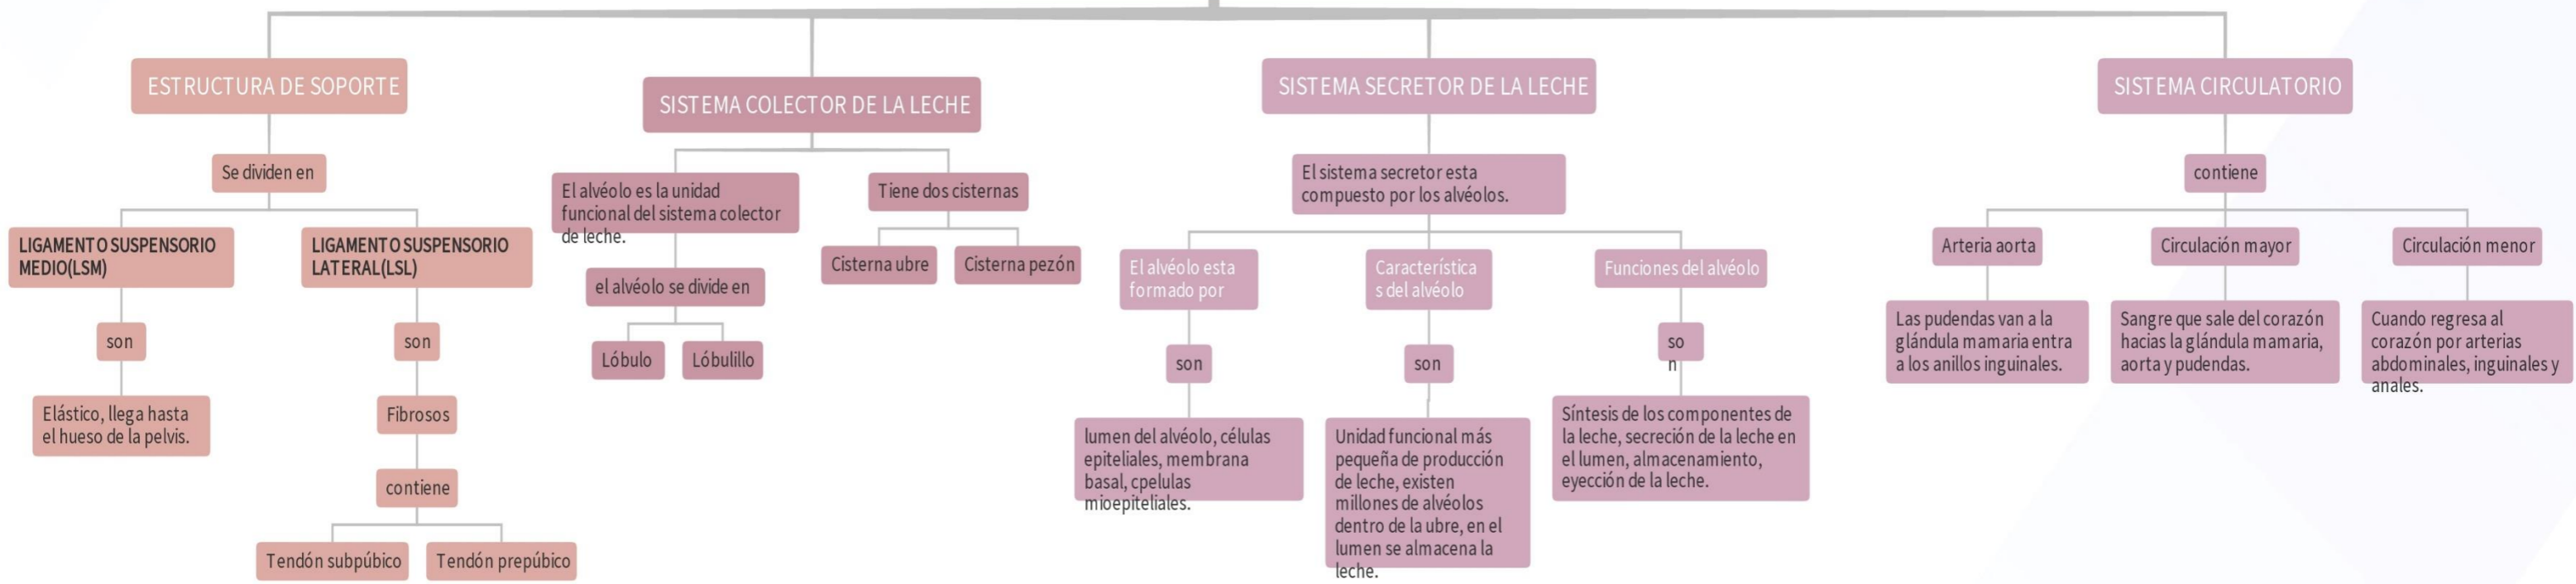 ESTRUCTURA DE SOPORTE
Se dividen en
LIGAMENTO SUSPENSORIO
MEDIO(LSM)
son
Elástico, llega hasta
el hueso de la pelvis.
LIGAMENTO SUSPENSORIO
LATERAL(LSL)
son
Fibrosos
contiene
Tendón subpúbico
Tendón prepúbico
SISTEMA COLECTOR DE LA LECHE
El alvéolo es la unidad
funcional del sistema colector
de leche.
el alvéolo se divide en
Lóbulo
Lóbulillo
Tiene dos cisternas
Cisterna ubre
Cisterna pezón
SISTEMA SECRETOR DE LA LECHE
El sistema secretor esta
compuesto por los alvéolos.
El alvéolo esta
formado por
son
lumen del alvéolo, células
epiteliales, membrana
basal, cpelulas
mioepiteliales.
Característica
s del alvéolo
son
Unidad funcional más
pequeña de producción
de leche, existen
millones de alvéolos
dentro de la ubre, en el
lumen se almacena la
leche.
Funciones del alvéolo
so
n
Síntesis de los componentes de
la leche, secreción de la leche en
el lumen, almacenamiento,
eyección de la leche.
SISTEMA CIRCULATORIO
contiene
Arteria aorta
Las pudendas van a la
glándula mamaria entra
a los anillos inguinales.
Circulación mayor
Sangre que sale del corazón
hacias la glándula mamaria,
aorta y pudendas.
Circulación menor
Cuando regresa al
corazón por arterias
abdominales, inguinales y
anales.